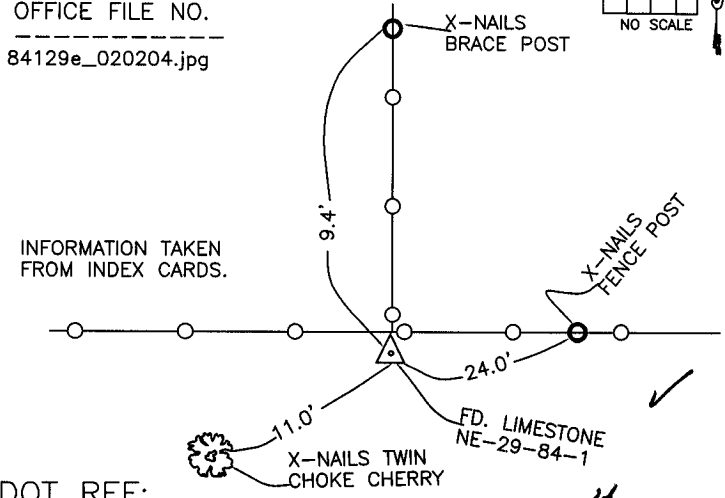 OFFICE FILE NO.
84129e_020204.jpg
X-NAILS
BRACE POST
NO SCALE
9.4'
INFORMATION TAKEN
FROM INDEX CARDS.
X-NAILS
FENCE POST
24.0'
11.0'
FD. LIMESTONE
NE-29-84-1
X-NAILS TWIN
CHOKE CHERRY
DOT REF: